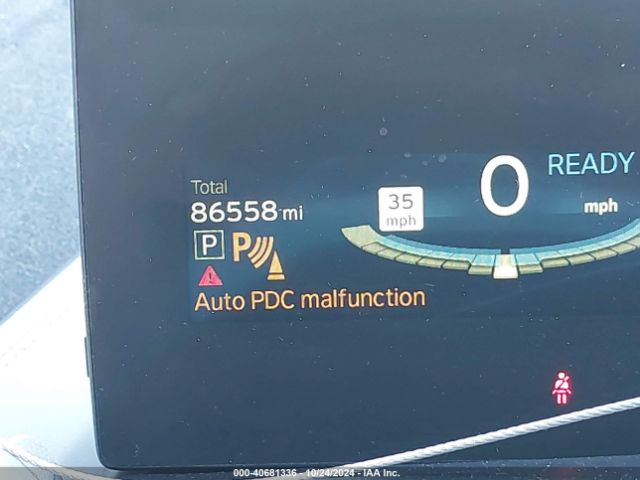 Total
86558 mi
35
mph
0
READY
mph
P P
Auto PDC malfunction
000-40681336 - 10/24/2024 - IAA Inc.